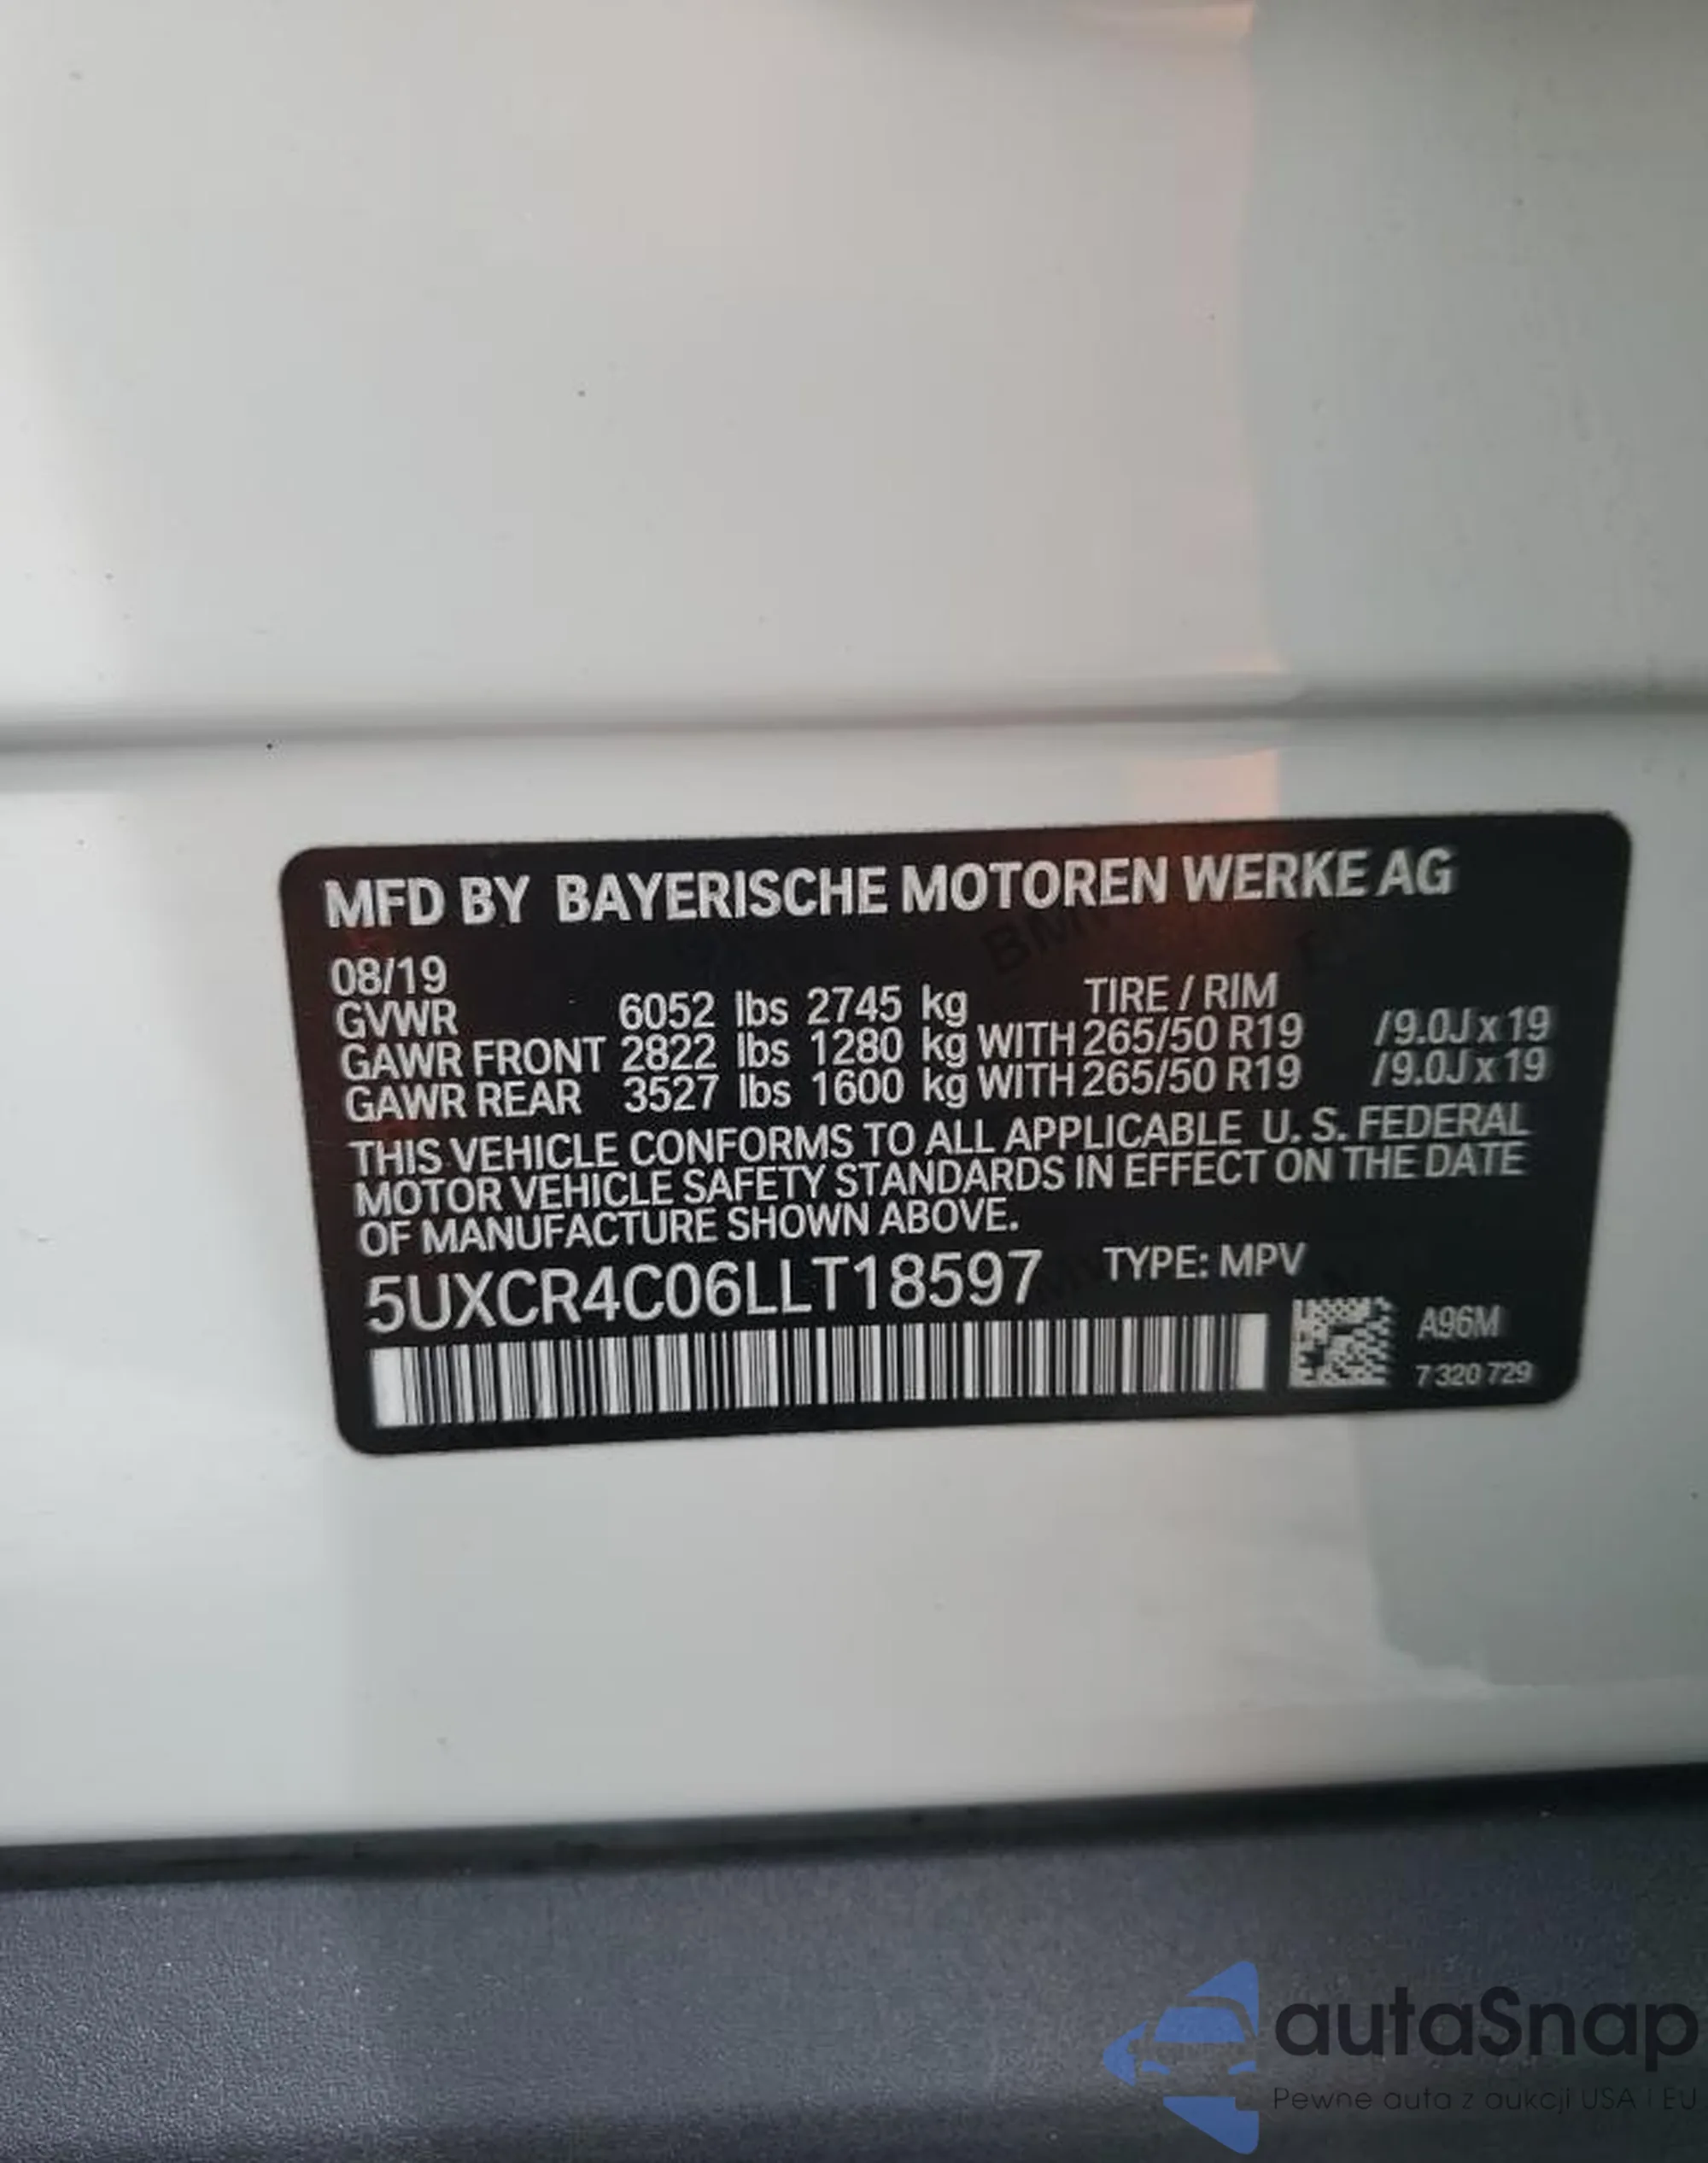 MFD BY BAYERISCHE MOTOREN WERKE AG
08/19
TIRE / RIM
GVWR 6052 lbs 2745 kg
GAWR FRONT 2822 lbs 1280 kg WITH 265/50 R19 /9.0J x 19
GAWR REAR 3527 lbs 1600 kg WITH 265/50 R19 /9.0J x 19
THIS VEHICLE CONFORMS TO ALL APPLICABLE U. S. FEDERAL
MOTOR VEHICLE SAFETY STANDARDS IN EFFECT ON THE DATE
OF MANUFACTURE SHOWN ABOVE.
5UXCR4C06LLT18597 TYPE: MPV
A96M
7 320 729
autaSnap
Pewne auta z aukcji USA | EU